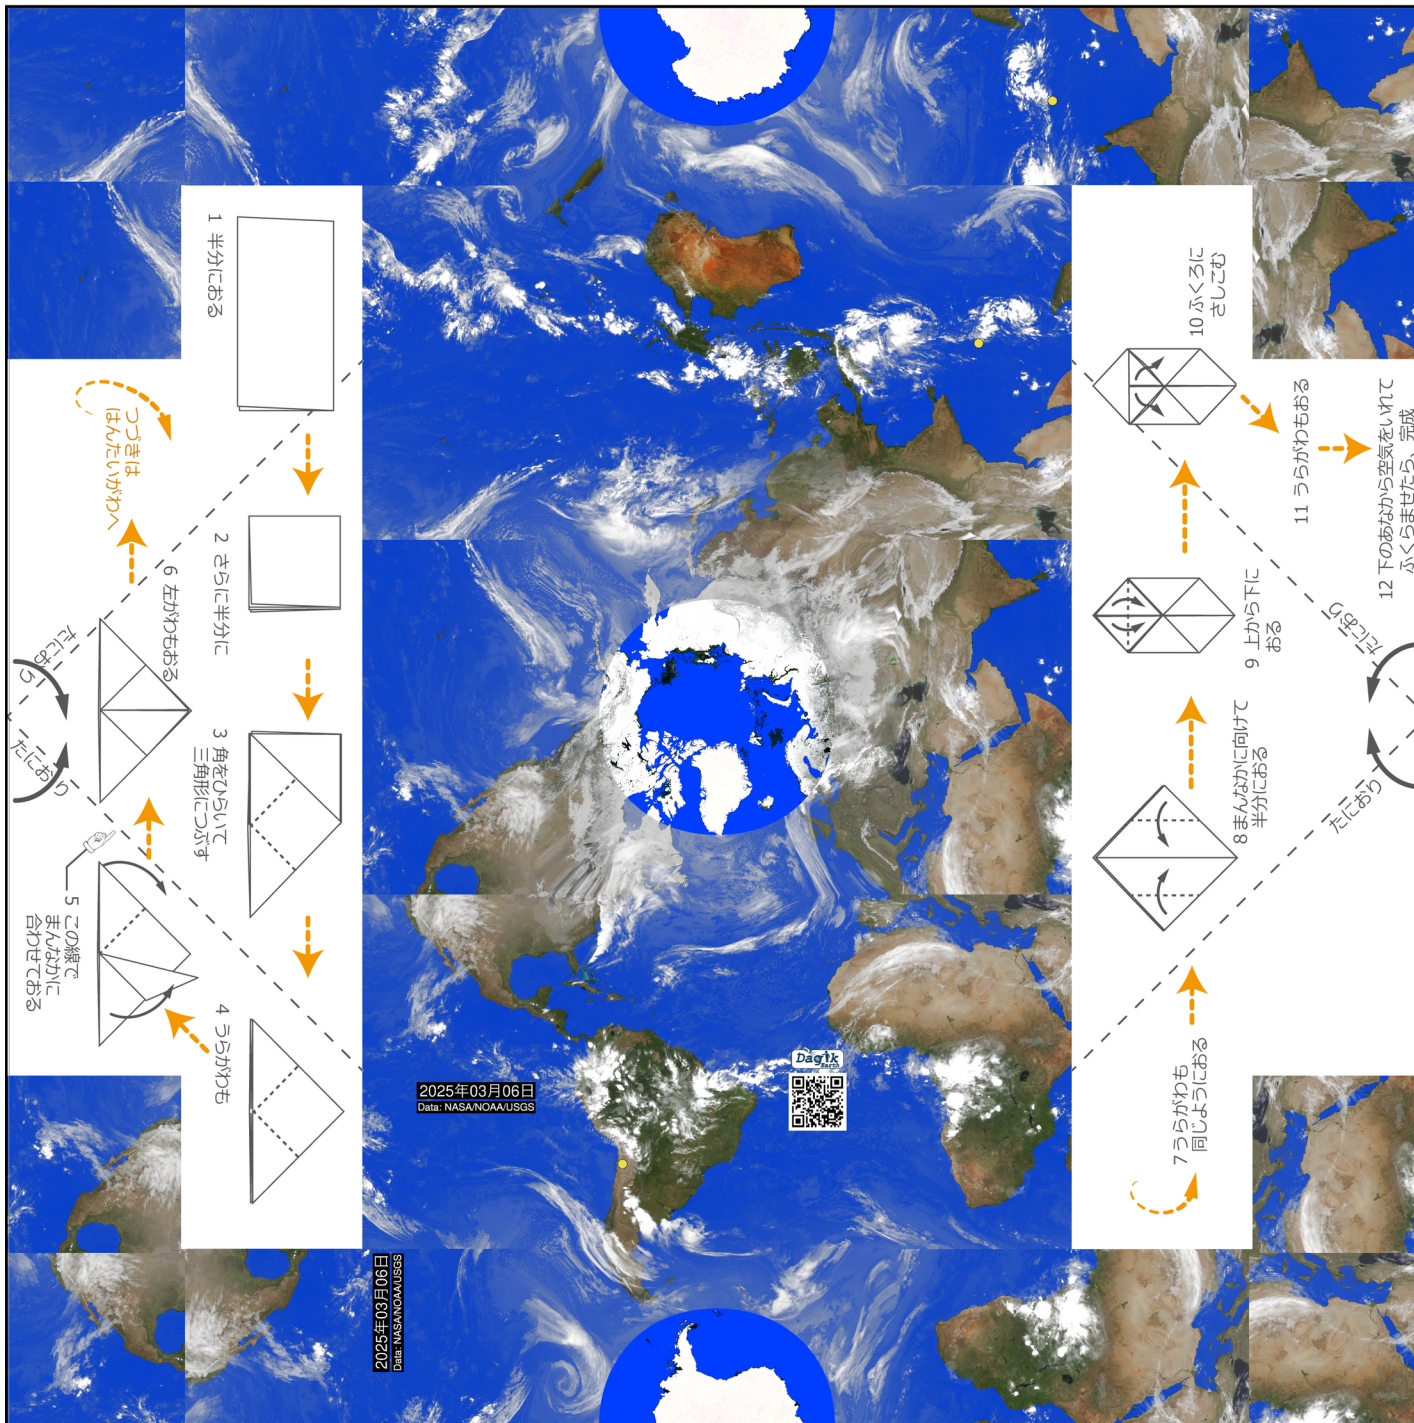 1 半分におる
2 さらに半分に
3 角をひらいて
三角形につぶす
4 うらがわも
5 この線で
まんなかに
合わせておる
6 左がわもおる
つづきは
はんたいがわへ
たにおり
たにおり
7 うらがわも
同じようにおる
8 まんなかに向けて
半分におる
9 上から下に
おる
10 ふくろに
さしこむ
11 うらがわもおる
12 下のあなから空気をいれて
ふくらませたら、完成
たにおり
たにおり
2025年03月06日
Data: NASA/NOAA/USGS
Dagik
Earth
2025年03月06日
Data: NASA/NOAA/USGS